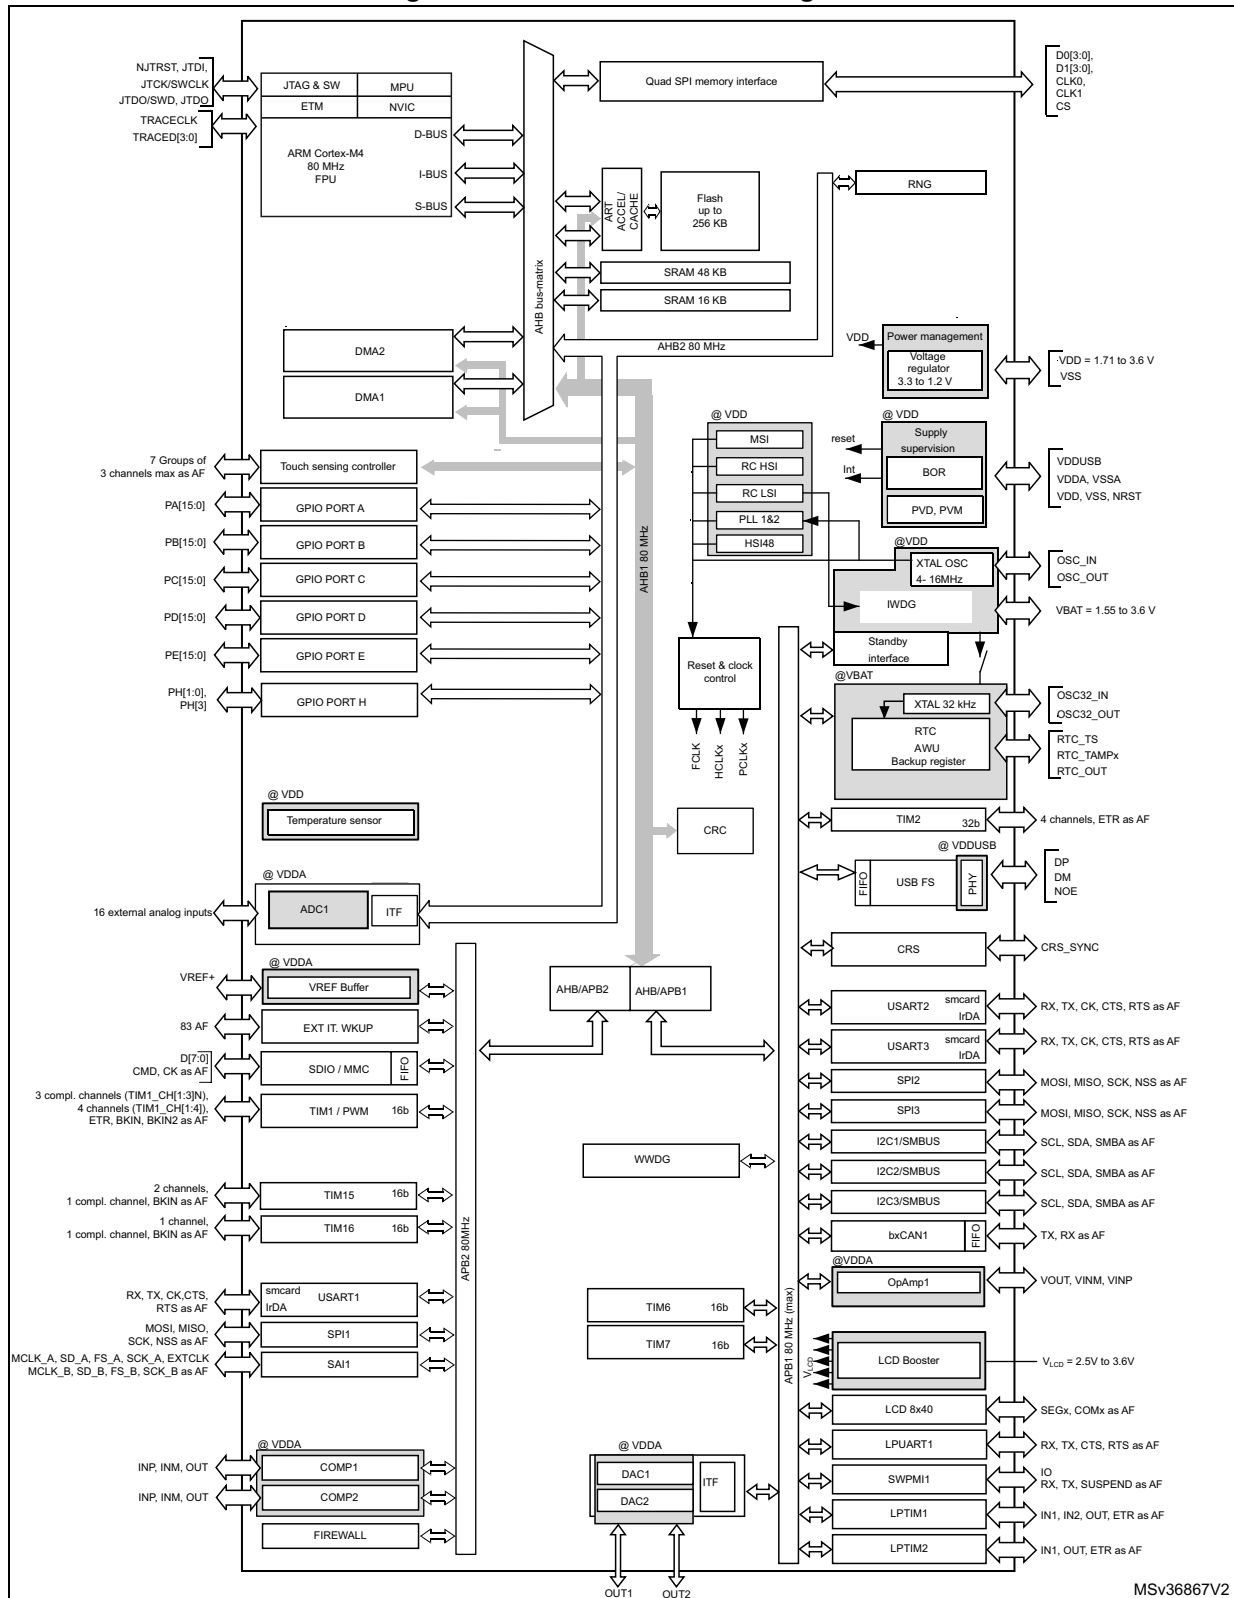 NJTRST, JTDI,
JTCK/SWCLK
JTDO/SWD, JTDO
TRACECLK
TRACED[3:0]
JTAG & SW
MPU
ETM
NVIC
ARM Cortex-M4
80 MHz
FPU
D-BUS
I-BUS
S-BUS
AHB bus-matrix
Quad SPI memory interface
D0[3:0],
D1[3:0],
CLK0,
CLK1
CS
ART
ACCEL/
CACHE
Flash
up to
256 KB
RNG
SRAM 48 KB
SRAM 16 KB
AHB2 80 MHz
DMA2
DMA1
VDD
Power management
Voltage
regulator
3.3 to 1.2 V
VDD = 1.71 to 3.6 V
VSS
@ VDD
MSI
RC HSI
RC LSI
PLL 1&2
HSI48
@ VDD
reset
Int
Supply
supervision
BOR
PVD, PVM
VDDUSB
VDDA, VSSA
VDD, VSS, NRST
7 Groups of
3 channels max as AF
Touch sensing controller
PA[15:0]
GPIO PORT A
PB[15:0]
GPIO PORT B
PC[15:0]
GPIO PORT C
PD[15:0]
GPIO PORT D
PE[15:0]
GPIO PORT E
PH[1:0],
PH[3]
GPIO PORT H
AHB1 80 MHz
@VDD
XTAL OSC
4- 16MHz
IWDG
OSC_IN
OSC_OUT
VBAT = 1.55 to 3.6 V
Standby
interface
Reset & clock
control
FCLK
HCLKx
PCLKx
@VBAT
XTAL 32 kHz
RTC
AWU
Backup register
OSC32_IN
OSC32_OUT
RTC_TS
RTC_TAMPx
RTC_OUT
@ VDD
Temperature sensor
CRC
TIM2
32b
4 channels, ETR as AF
@ VDDUSB
FIFO
USB FS
PHY
DP
DM
NOE
@ VDDA
16 external analog inputs
ADC1
ITF
CRS
CRS_SYNC
@ VDDA
VREF+
VREF Buffer
AHB/APB2
AHB/APB1
83 AF
EXT IT. WKUP
D[7:0]
CMD, CK as AF
SDIO / MMC
FIFO
3 compl. channels (TIM1_CH[1:3]N),
4 channels (TIM1_CH[1:4]),
ETR, BKIN, BKIN2 as AF
TIM1 / PWM
16b
USART2
smcard
IrDA
RX, TX, CK, CTS, RTS as AF
USART3
smcard
IrDA
RX, TX, CK, CTS, RTS as AF
SPI2
MOSI, MISO, SCK, NSS as AF
SPI3
MOSI, MISO, SCK, NSS as AF
I2C1/SMBUS
SCL, SDA, SMBA as AF
WWDG
I2C2/SMBUS
SCL, SDA, SMBA as AF
I2C3/SMBUS
SCL, SDA, SMBA as AF
bxCAN1
FIFO
TX, RX as AF
2 channels,
1 compl. channel, BKIN as AF
TIM15
16b
1 channel,
1 compl. channel, BKIN as AF
TIM16
16b
APB2 80MHz
APB1 80 MHz (max)
@VDDA
OpAmp1
VOUT, VINM, VINP
RX, TX, CK,CTS,
RTS as AF
smcard
IrDA
USART1
TIM6
16b
MOSI, MISO,
SCK, NSS as AF
SPI1
TIM7
16b
MCLK_A, SD_A, FS_A, SCK_A, EXTCLK
MCLK_B, SD_B, FS_B, SCK_B as AF
SAI1
VLCD
LCD Booster
VLCD = 2.5V to 3.6V
LCD 8x40
SEGx, COMx as AF
LPUART1
RX, TX, CTS, RTS as AF
@ VDDA
INP, INM, OUT
COMP1
INP, INM, OUT
COMP2
FIREWALL
@ VDDA
DAC1
DAC2
ITF
OUT1
OUT2
SWPMI1
IO
RX, TX, SUSPEND as AF
LPTIM1
IN1, IN2, OUT, ETR as AF
LPTIM2
IN1, OUT, ETR as AF
MSv36867V2